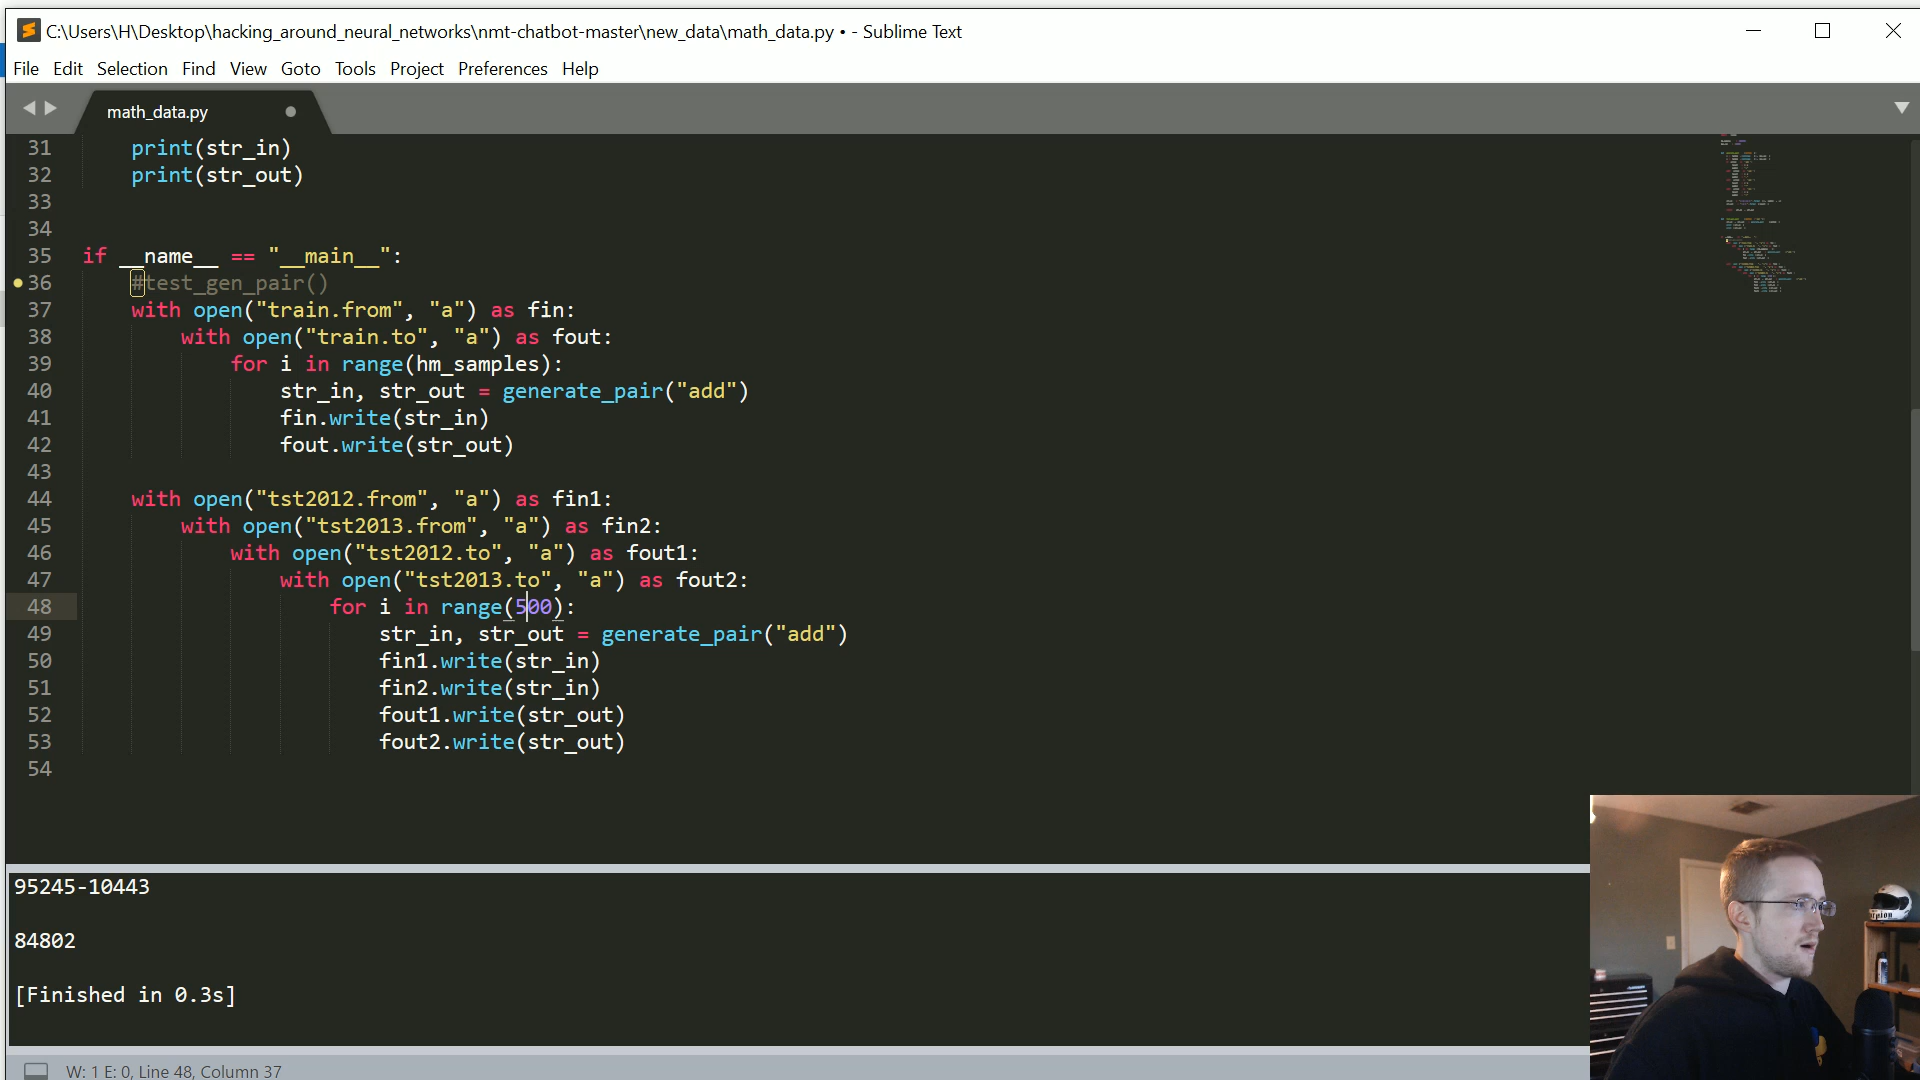 C:\Users\H\Desktop\hacking_around_neural_networks\nmt-chatbot-master\new_data\math_data.py • - Sublime Text
File Edit Selection Find View Goto Tools Project Preferences Help
math_data.py
31 print(str_in)
32 print(str_out)
33
34
35 if __name__ == "__main__":
36 #test_gen_pair()
37 with open("train.from", "a") as fin:
38 with open("train.to", "a") as fout:
39 for i in range(hm_samples):
40 str_in, str_out = generate_pair("add")
41 fin.write(str_in)
42 fout.write(str_out)
43
44 with open("tst2012.from", "a") as fin1:
45 with open("tst2013.from", "a") as fin2:
46 with open("tst2012.to", "a") as fout1:
47 with open("tst2013.to", "a") as fout2:
48 for i in range(500):
49 str_in, str_out = generate_pair("add")
50 fin1.write(str_in)
51 fin2.write(str_in)
52 fout1.write(str_out)
53 fout2.write(str_out)
54
95245-10443
84802
[Finished in 0.3s]
W: 1 E: 0, Line 48, Column 37